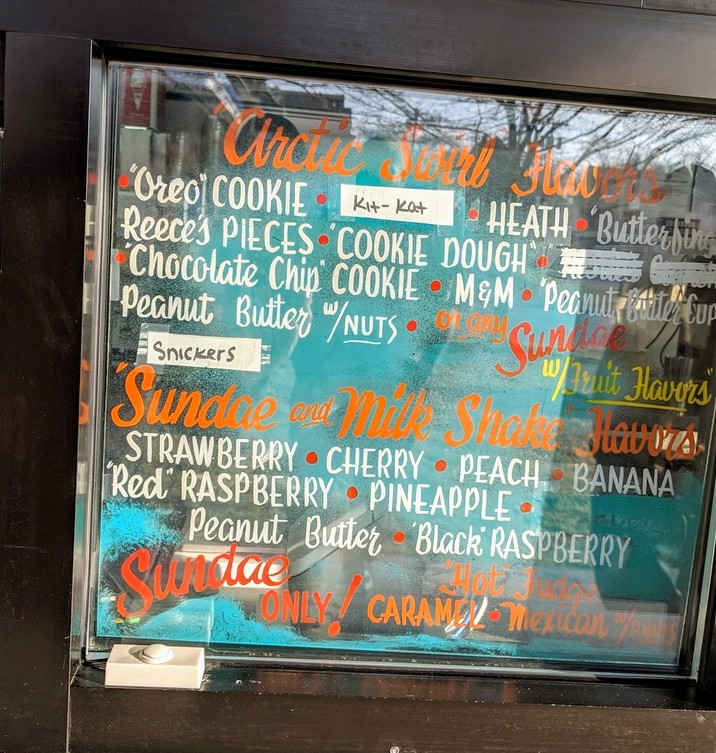 "Arctic Swirl" Flavors
"Oreo" COOKIE • Kit-Kat • HEATH • "Butterfing
Reece's PIECES • "COOKIE DOUGH" •
"Chocolate Chip" COOKIE • M&M • "Peanut Butter Cup
Peanut Butter w/NUTS • or any Sundae
Snickers
w/Fruit Flavors"
"Sundae and Milk Shake" Flavors
STRAWBERRY • CHERRY • PEACH • BANANA
"Red" RASPBERRY • PINEAPPLE •
Peanut Butter • "Black" RASPBERRY
Sundae ONLY! "Hot" Fudge
CARAMEL • Mexican